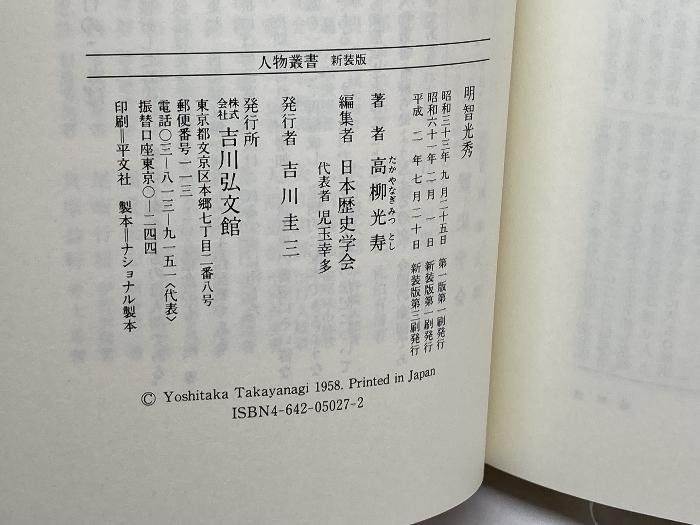 人物叢書 新装版
明智光秀
昭和三十三年 九月二十五日 第一版第一刷発行
昭和六十一年 二月 一日 新装版第一刷発行
平成 二年 七月二十日 新装版第三刷発行
著者 高柳光寿
たかやなぎみつとし
編集者 日本歴史学会
代表者 児玉幸多
発行者 吉川圭三
発行所
株式会社 吉川弘文館
東京都文京区本郷七丁目二番八号
郵便番号一一三
電話〇三―八一三―九一五一〈代表〉
振替口座東京〇―二四四
印刷=平文社 製本=ナショナル製本
© Yoshitaka Takayanagi 1958. Printed in Japan
ISBN4-642-05027-2